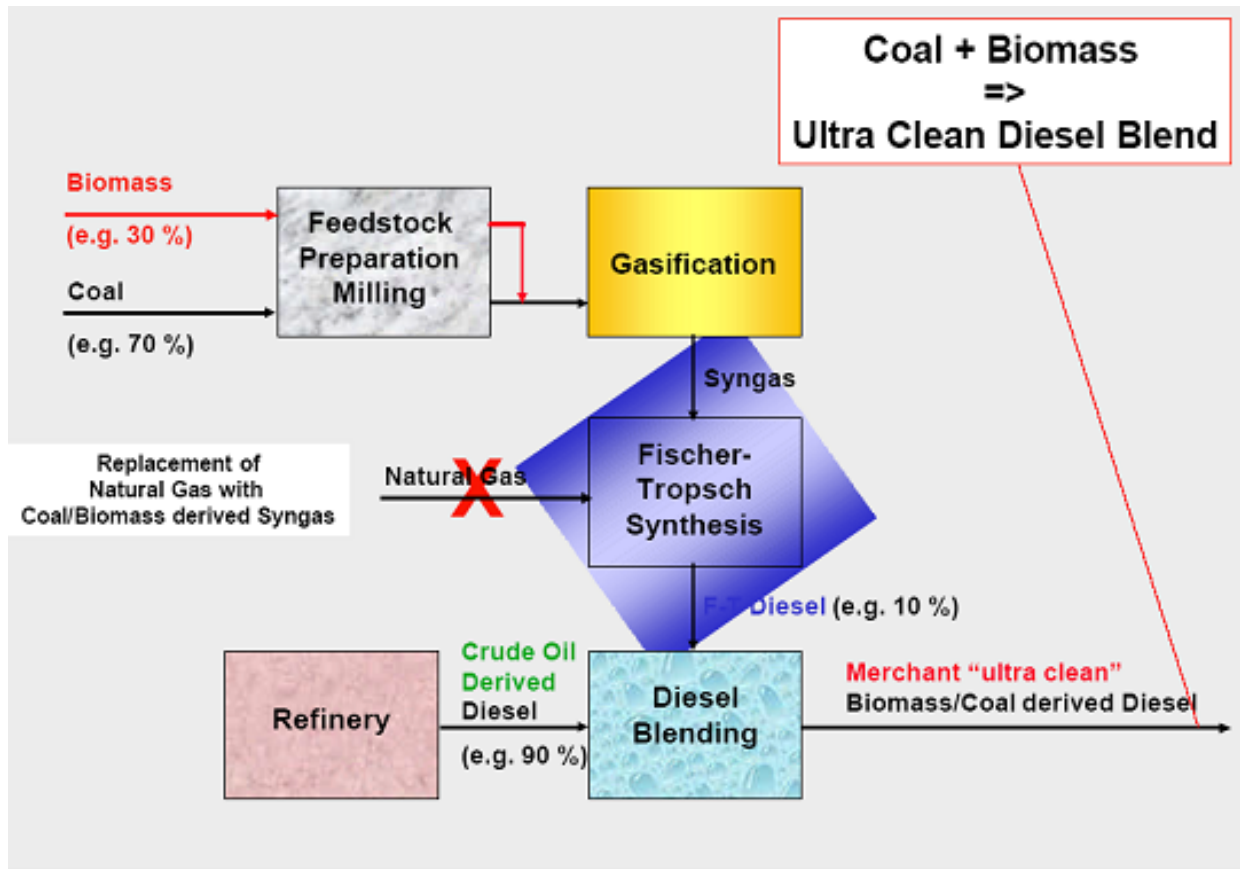 Coal + Biomass
=>
Ultra Clean Diesel Blend
Biomass
(e.g. 30 %)
Coal
(e.g. 70 %)
Feedstock
Preparation
Milling
Gasification
Syngas
Replacement of
Natural Gas with
Coal/Biomass derived Syngas
Natural Gas
X
Fischer-
Tropsch
Synthesis
F-T Diesel (e.g. 10 %)
Refinery
Crude Oil
Derived
Diesel
(e.g. 90 %)
Diesel
Blending
Merchant “ultra clean”
Biomass/Coal derived Diesel